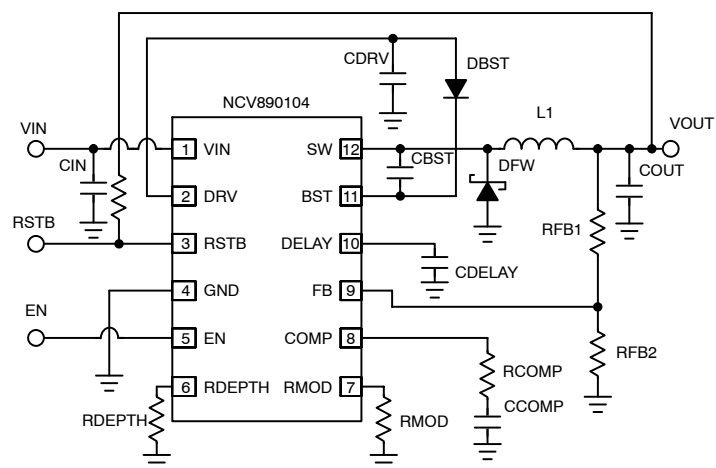 CDRV
DBST
NCV890104
L1
VIN
VOUT
1 VIN
SW 12
CIN
CBST
DFW
COUT
2 DRV
BST 11
RSTB
RFB1
3 RSTB
DELAY 10
CDELAY
4 GND
FB 9
EN
5 EN
COMP 8
RFB2
RCOMP
6 RDEPTH
RMOD 7
RDEPTH
RMOD
CCOMP